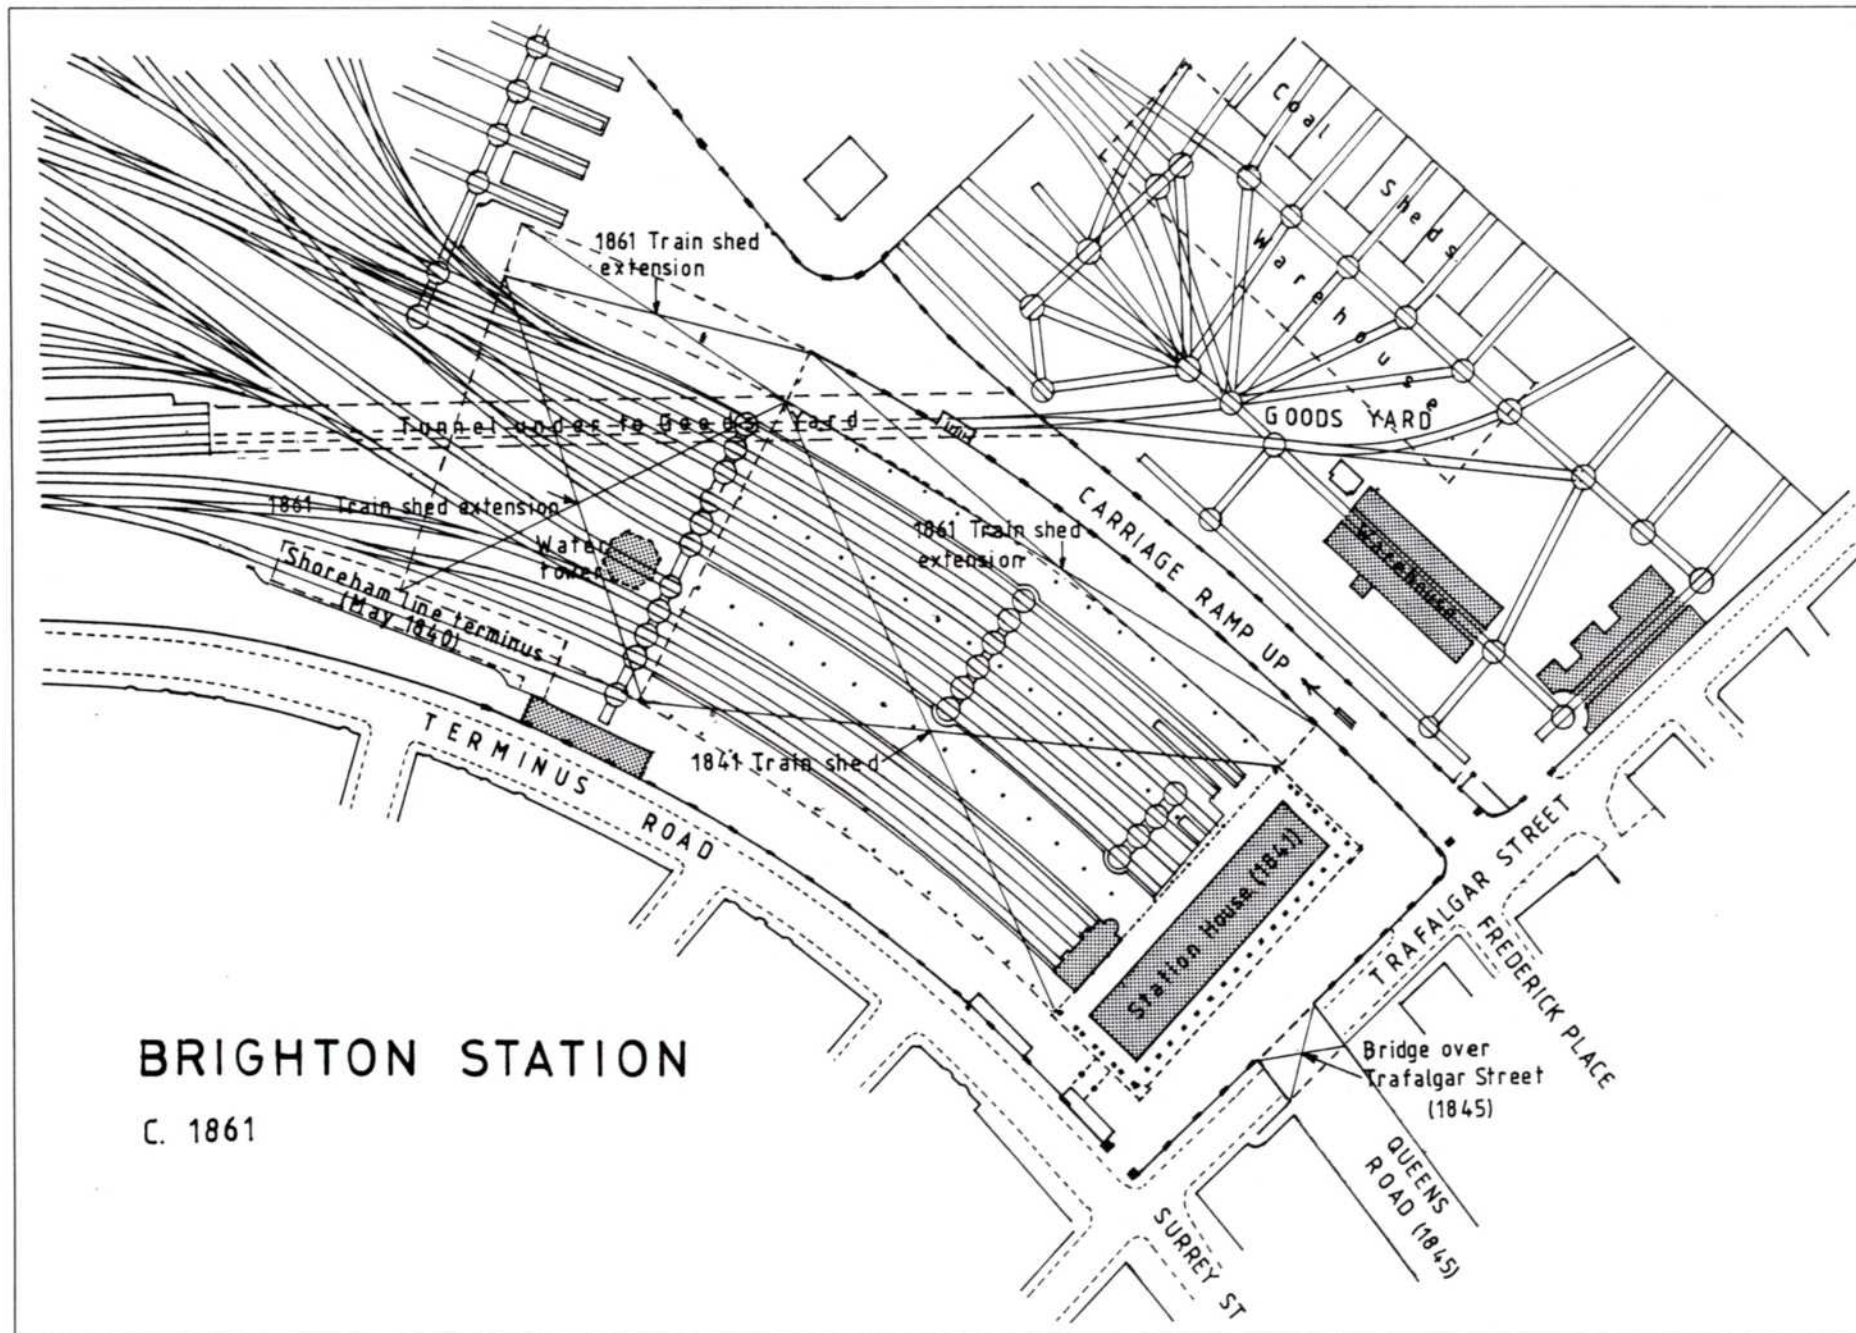 Coal Sheds
Warehouse
1861 Train shed
extension
Tunnel under to Goods Yard
GOODS YARD
1861 Train shed extension
Water
tower
1861 Train shed
extension
CARRIAGE RAMP UP
Warehouse
Shoreham line terminus
(May 1840)
TERMINUS ROAD
1841 Train shed
Station House (1841)
TRAFALGAR STREET
FREDERICK PLACE
Bridge over
Trafalgar Street
(1845)
QUEENS
ROAD (1845)
SURREY ST
BRIGHTON STATION
C. 1861